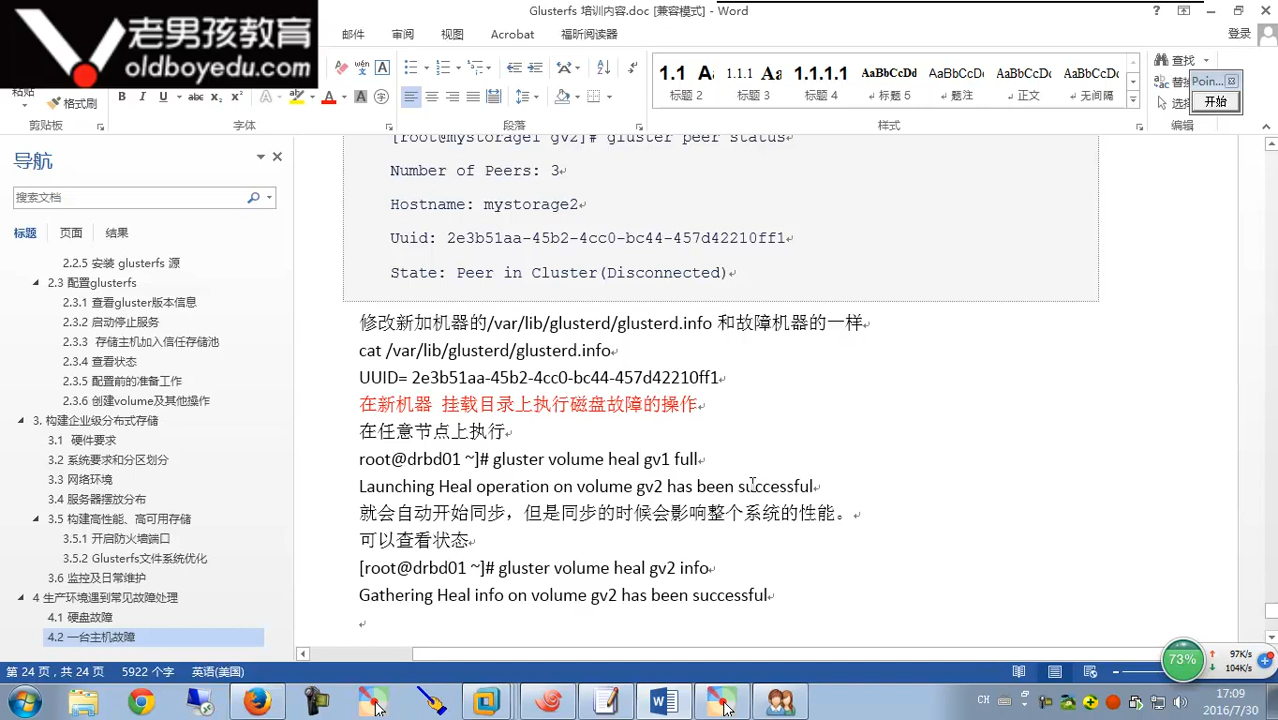 Glusterfs 培训内容.doc [兼容模式] - Word
?
登录
老男孩教育
oldboyedu.com
邮件
审阅
视图
Acrobat
福昕阅读器
粘贴
格式刷
剪贴板
B I U abc x₂ x²
字体
段落
1.1 Aa
标题 2
1.1.1 Aa
标题 3
1.1.1.1
标题 4
AaBbCcDd
标题 5
AaBbCcDd
题注
AaBbCcDd
正文
AaBbCcDd
无间隔
样式
查找
替换
选择
编辑
Poin...
开始
导航
搜索文档
标题
页面
结果
2.2.5 安装 glusterfs 源
2.3 配置glusterfs
2.3.1 查看gluster版本信息
2.3.2 启动停止服务
2.3.3 存储主机加入信任存储池
2.3.4 查看状态
2.3.5 配置前的准备工作
2.3.6 创建volume及其他操作
3. 构建企业级分布式存储
3.1 硬件要求
3.2 系统要求和分区划分
3.3 网络环境
3.4 服务器摆放分布
3.5 构建高性能、高可用存储
3.5.1 开启防火墙端口
3.5.2 Glusterfs文件系统优化
3.6 监控及日常维护
4 生产环境遇到常见故障处理
4.1 硬盘故障
4.2 一台主机故障
[root@mystorage1 gv2]# gluster peer status
Number of Peers: 3
Hostname: mystorage2
Uuid: 2e3b51aa-45b2-4cc0-bc44-457d42210ff1
State: Peer in Cluster(Disconnected)
修改新加机器的/var/lib/glusterd/glusterd.info 和故障机器的一样
cat /var/lib/glusterd/glusterd.info
UUID= 2e3b51aa-45b2-4cc0-bc44-457d42210ff1
在新机器 挂载目录上执行磁盘故障的操作
在任意节点上执行
root@drbd01 ~]# gluster volume heal gv1 full
Launching Heal operation on volume gv2 has been successful
就会自动开始同步，但是同步的时候会影响整个系统的性能。
可以查看状态
[root@drbd01 ~]# gluster volume heal gv2 info
Gathering Heal info on volume gv2 has been successful
第 24 页，共 24 页
5922 个字
英语(美国)
73%
97K/s
104K/s
CH
17:09
2016/7/30